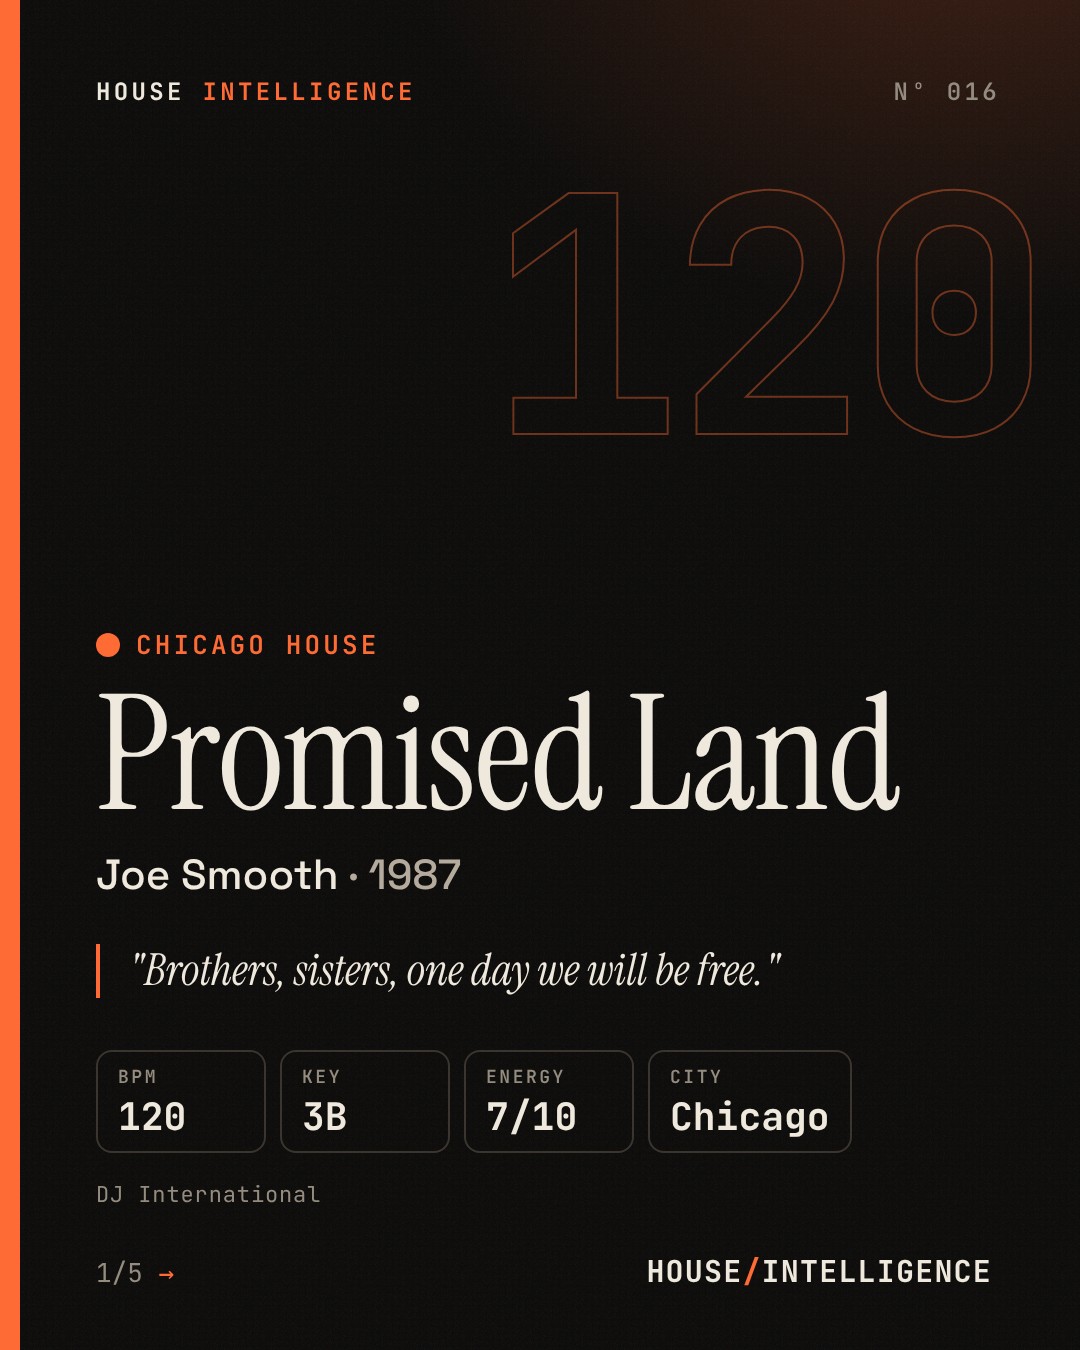 HOUSE INTELLIGENCE
N° 016
120
CHICAGO HOUSE
Promised Land
Joe Smooth · 1987
"Brothers, sisters, one day we will be free."
BPM
120
KEY
3B
ENERGY
7/10
CITY
Chicago
DJ International
1/5 →
HOUSE/INTELLIGENCE